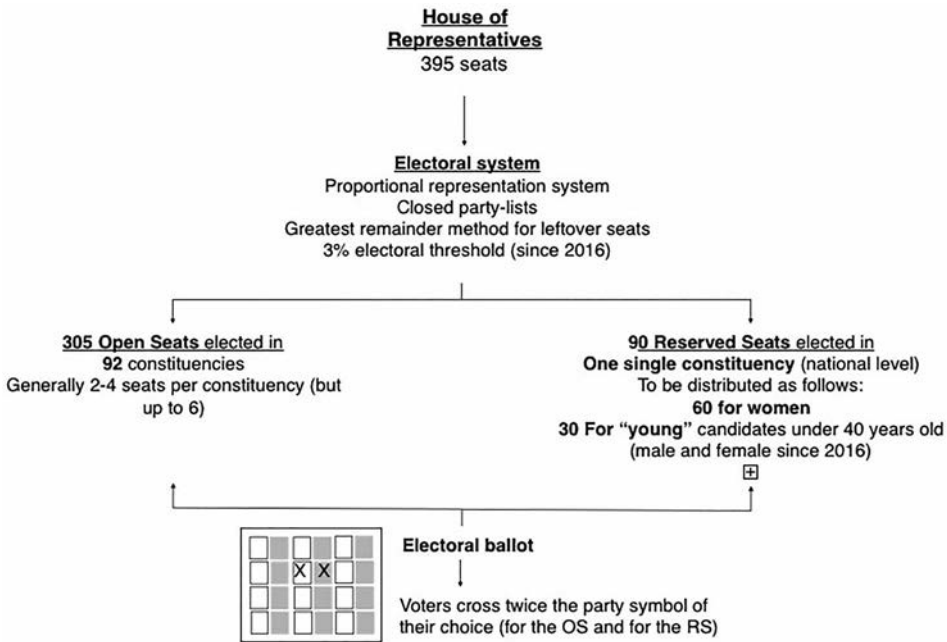 House of
Representatives
395 seats
Electoral system
Proportional representation system
Closed party-lists
Greatest remainder method for leftover seats
3% electoral threshold (since 2016)
305 Open Seats elected in
92 constituencies
Generally 2-4 seats per constituency (but
up to 6)
90 Reserved Seats elected in
One single constituency (national level)
To be distributed as follows:
60 for women
30 For “young” candidates under 40 years old
(male and female since 2016)
X X
Electoral ballot
Voters cross twice the party symbol of
their choice (for the OS and for the RS)